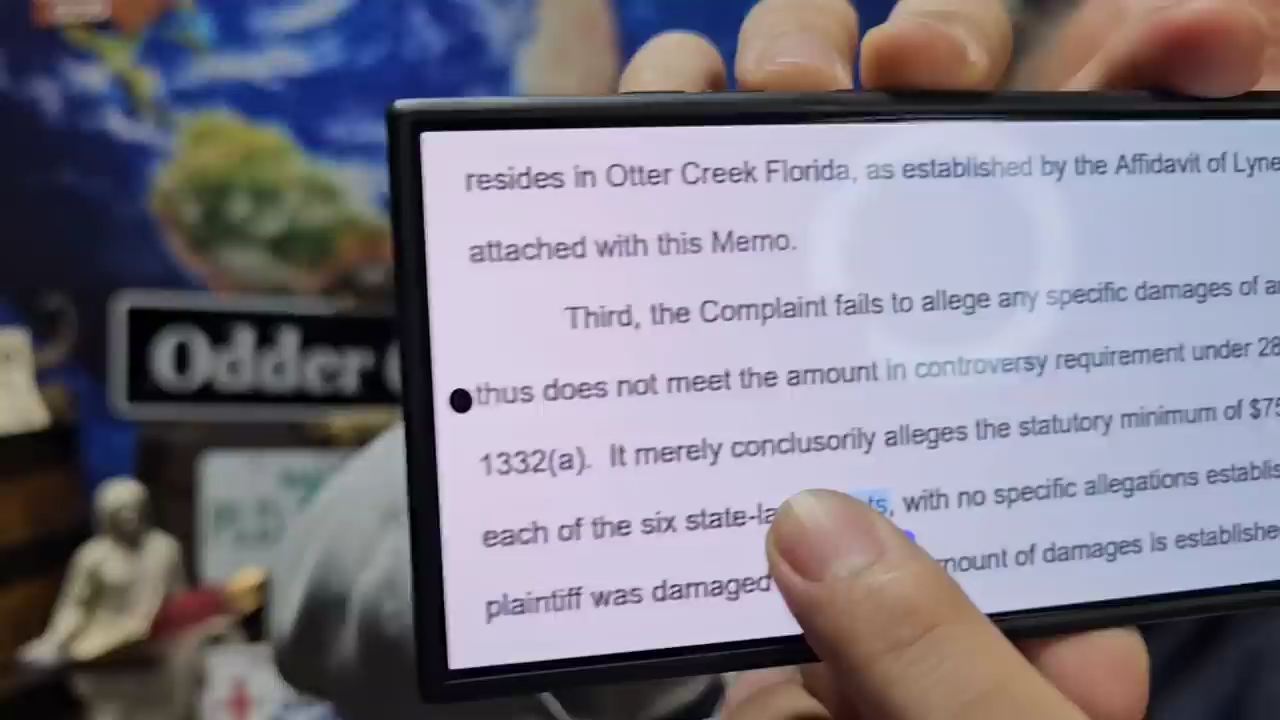 resides in Otter Creek Florida, as established by the Affidavit of Lyne
attached with this Memo.
Third, the Complaint fails to allege any specific damages of
thus does not meet the amount in controversy requirement under 28
1332(a). It merely conclusorily alleges the statutory minimum of $75
each of the six state-la ts, with no specific allegations establis
plaintiff was damaged mount of damages is establishe
Odder